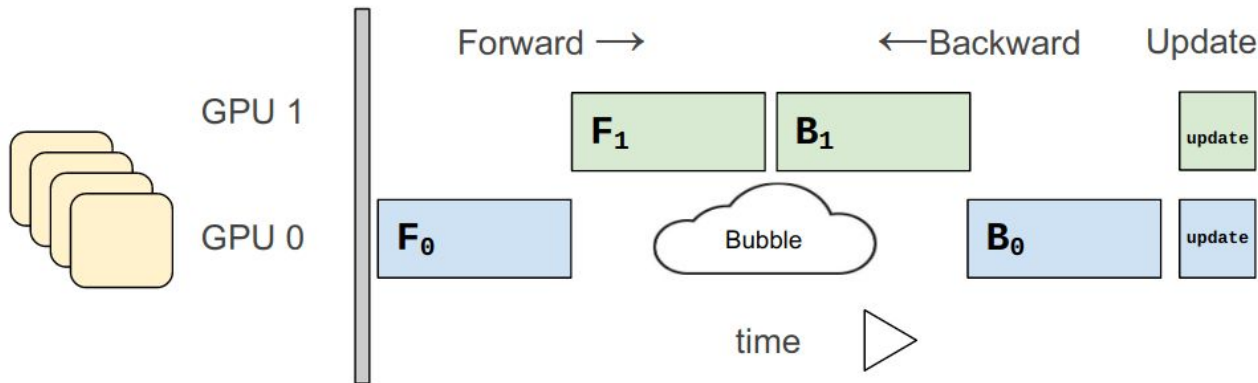 Forward → ←Backward Update
GPU 1 F₁ B₁ update
GPU 0 F₀ Bubble B₀ update
time